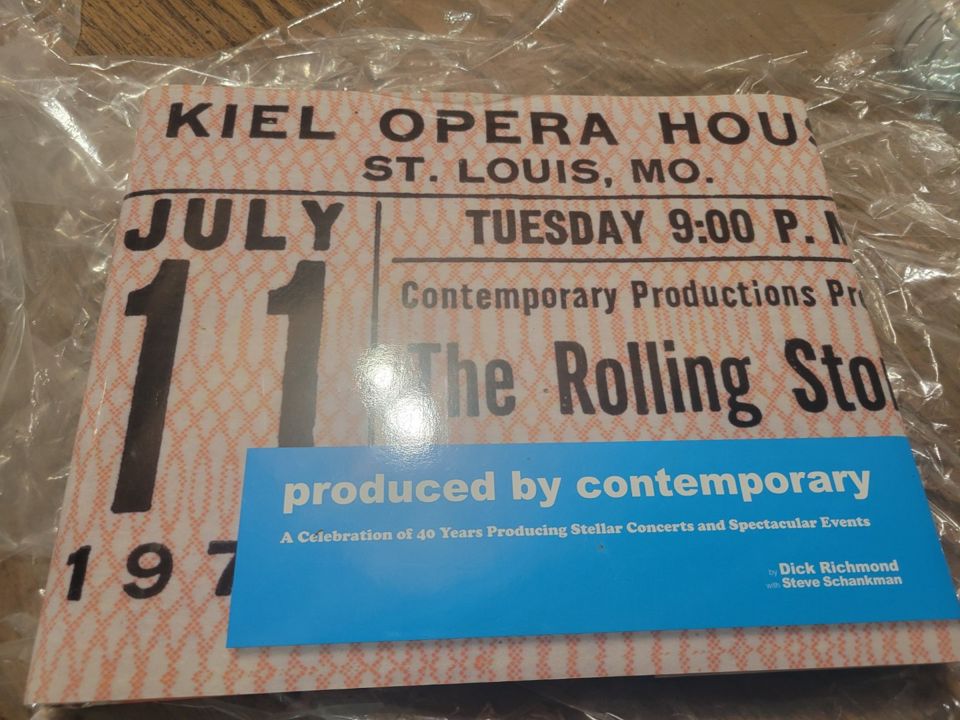 KIEL OPERA HOUS
ST. LOUIS, MO.
JULY
11
197
TUESDAY 9:00 P. M
Contemporary Productions Pre
The Rolling Sto
produced by contemporary
A Celebration of 40 Years Producing Stellar Concerts and Spectacular Events
by Dick Richmond
with Steve Schankman